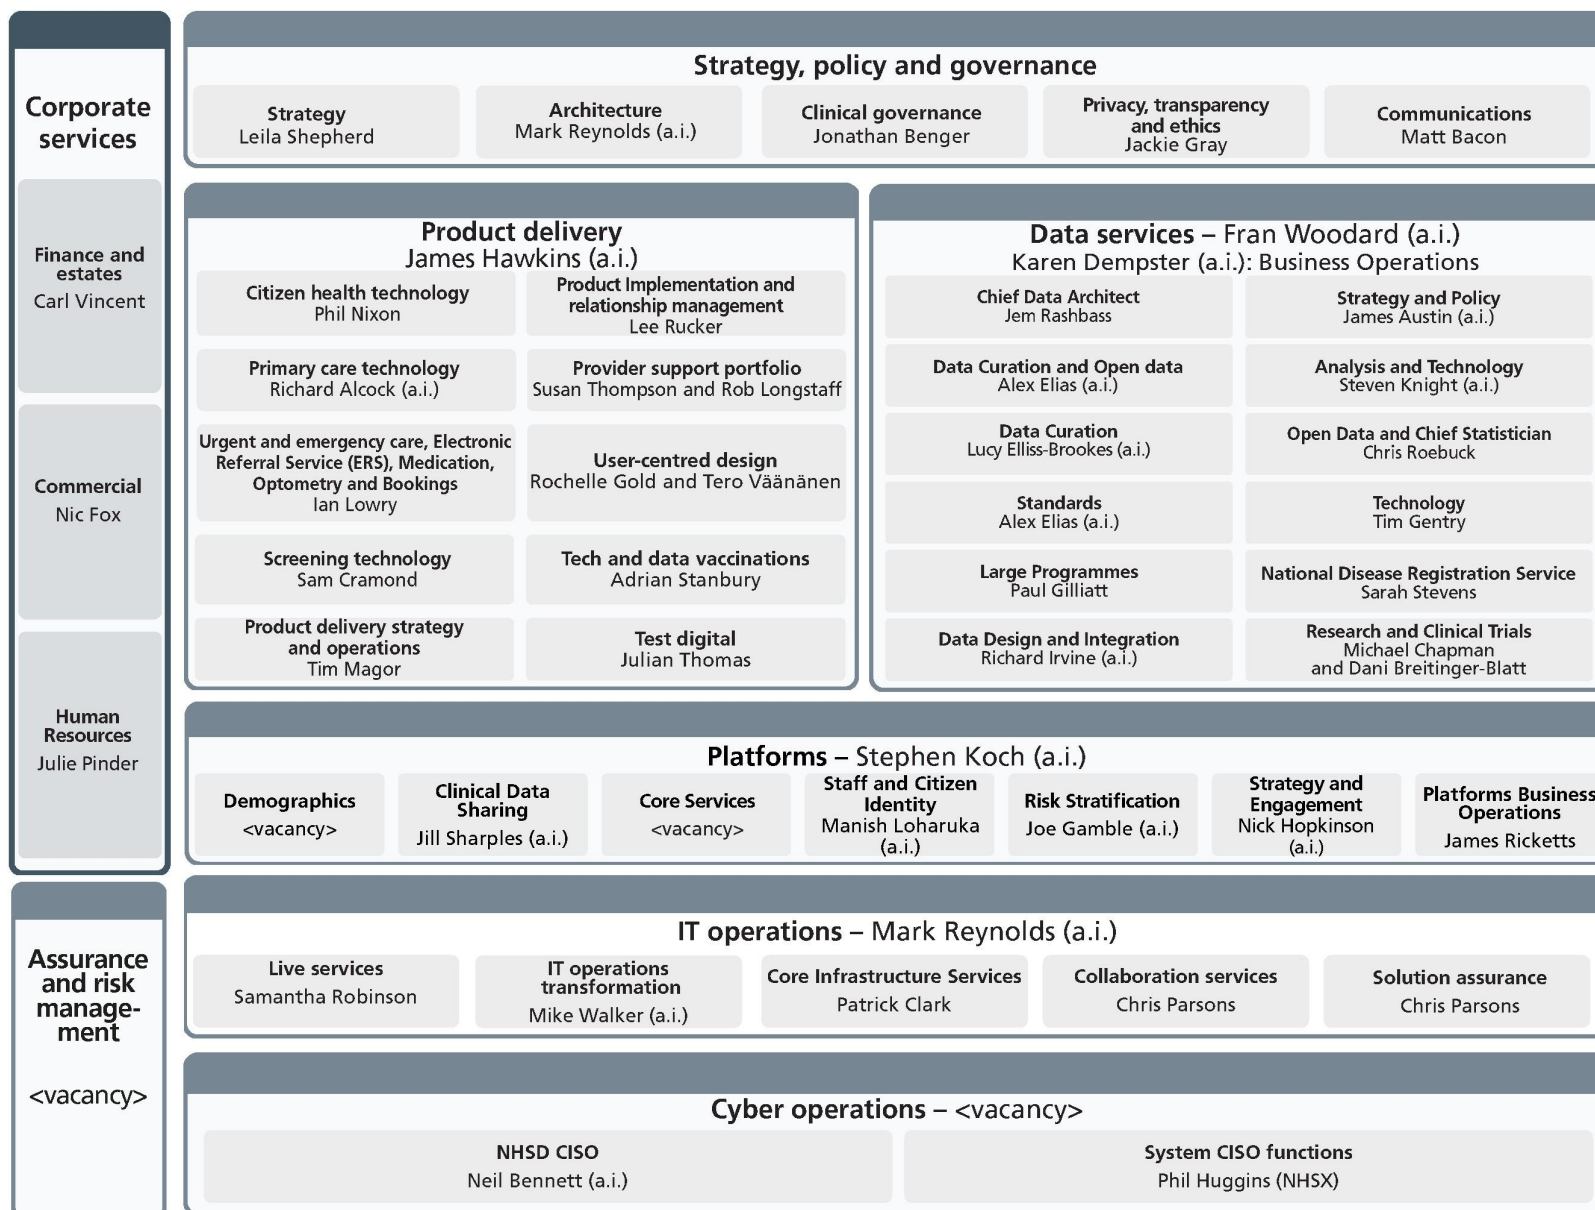 Corporate
services
Finance and
estates
Carl Vincent
Commercial
Nic Fox
Human
Resources
Julie Pinder
Assurance
and risk
manage-
ment
<vacancy>
Strategy, policy and governance
Strategy
Leila Shepherd
Architecture
Mark Reynolds (a.i.)
Clinical governance
Jonathan Benger
Privacy, transparency
and ethics
Jackie Gray
Communications
Matt Bacon
Product delivery
James Hawkins (a.i.)
Citizen health technology
Phil Nixon
Product Implementation and
relationship management
Lee Rucker
Primary care technology
Richard Alcock (a.i.)
Provider support portfolio
Susan Thompson and Rob Longstaff
Urgent and emergency care, Electronic
Referral Service (ERS), Medication,
Optometry and Bookings
Ian Lowry
User-centred design
Rochelle Gold and Tero Väänänen
Screening technology
Sam Cramond
Tech and data vaccinations
Adrian Stanbury
Product delivery strategy
and operations
Tim Magor
Test digital
Julian Thomas
Data services – Fran Woodard (a.i.)
Karen Dempster (a.i.): Business Operations
Chief Data Architect
Jem Rashbass
Strategy and Policy
James Austin (a.i.)
Data Curation and Open data
Alex Elias (a.i.)
Analysis and Technology
Steven Knight (a.i.)
Data Curation
Lucy Elliss-Brookes (a.i.)
Open Data and Chief Statistician
Chris Roebuck
Standards
Alex Elias (a.i.)
Technology
Tim Gentry
Large Programmes
Paul Gilliatt
National Disease Registration Service
Sarah Stevens
Data Design and Integration
Richard Irvine (a.i.)
Research and Clinical Trials
Michael Chapman
and Dani Breitinger-Blatt
Platforms – Stephen Koch (a.i.)
Demographics
<vacancy>
Clinical Data
Sharing
Jill Sharples (a.i.)
Core Services
<vacancy>
Staff and Citizen
Identity
Manish Loharuka
(a.i.)
Risk Stratification
Joe Gamble (a.i.)
Strategy and
Engagement
Nick Hopkinson
(a.i.)
Platforms Business
Operations
James Ricketts
IT operations – Mark Reynolds (a.i.)
Live services
Samantha Robinson
IT operations
transformation
Mike Walker (a.i.)
Core Infrastructure Services
Patrick Clark
Collaboration services
Chris Parsons
Solution assurance
Chris Parsons
Cyber operations – <vacancy>
NHSD CISO
Neil Bennett (a.i.)
System CISO functions
Phil Huggins (NHSX)